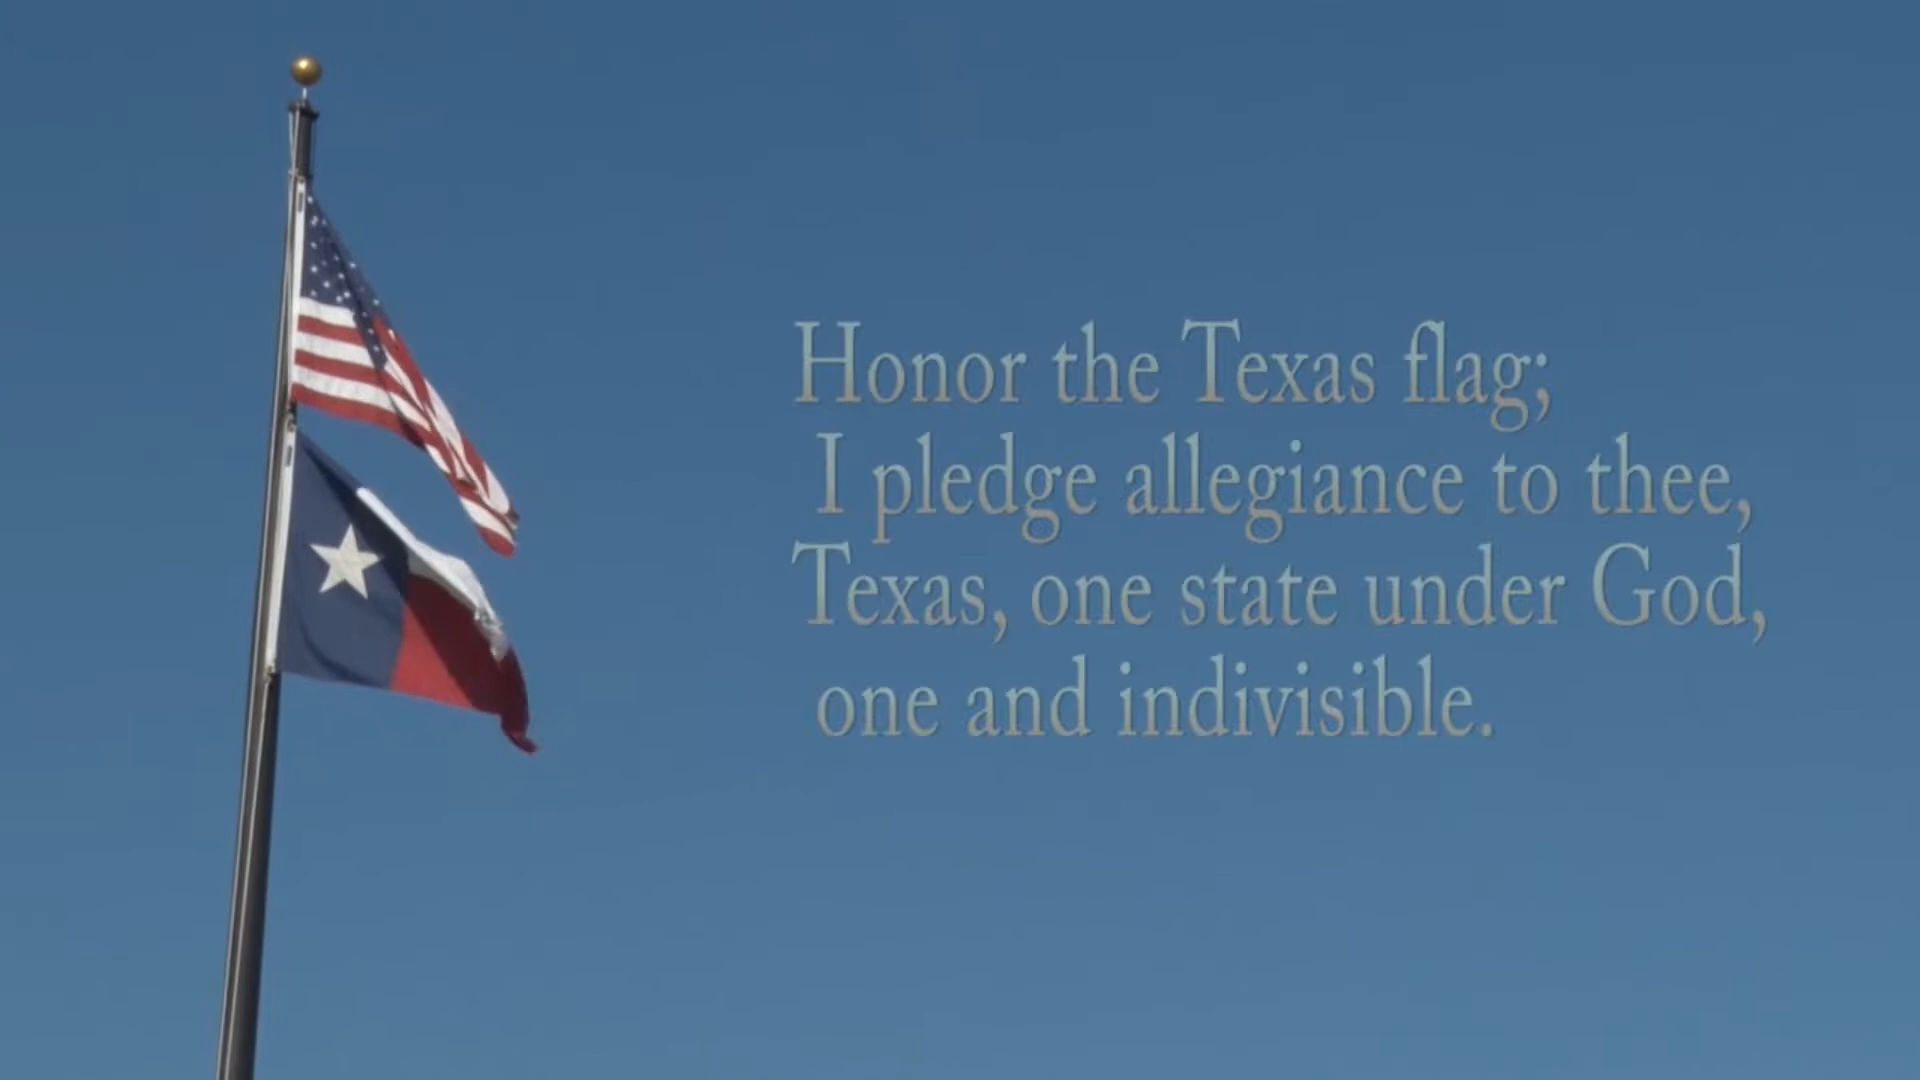 Honor the Texas flag;
I pledge allegiance to thee,
Texas, one state under God,
one and indivisible.